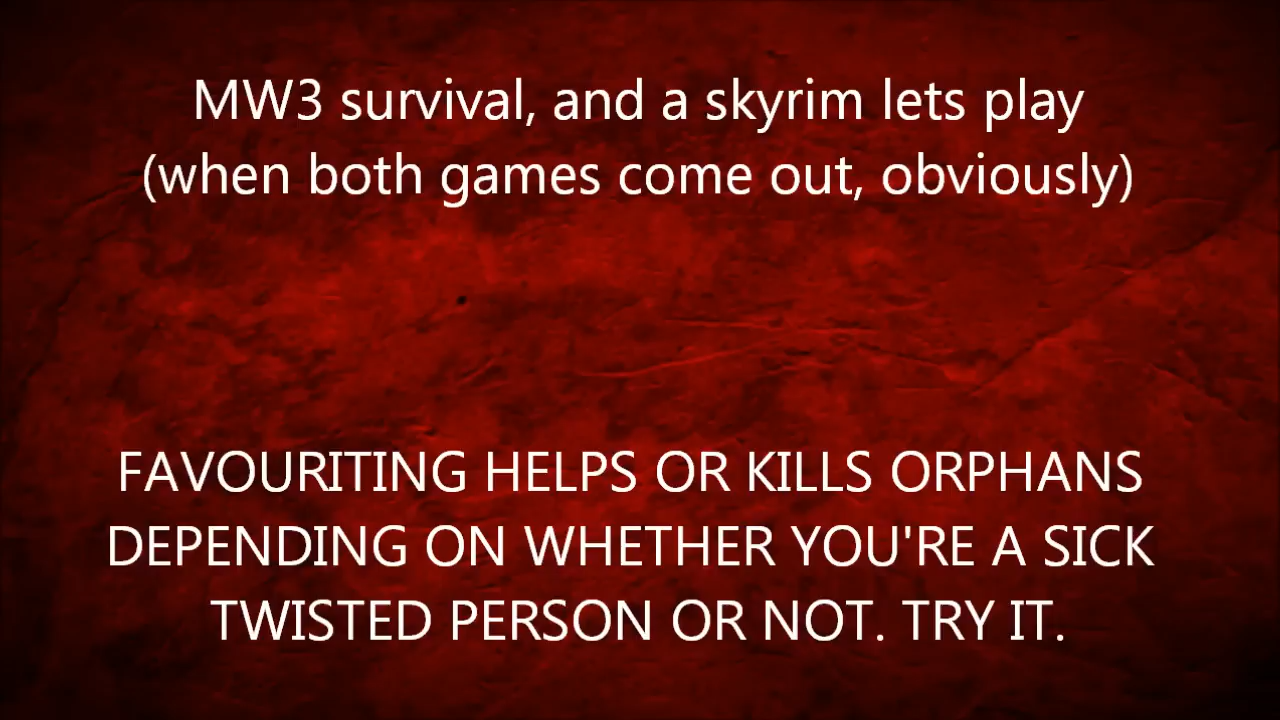 MW3 survival, and a skyrim lets play
(when both games come out, obviously)
FAVOURITING HELPS OR KILLS ORPHANS
DEPENDING ON WHETHER YOU'RE A SICK
TWISTED PERSON OR NOT. TRY IT.